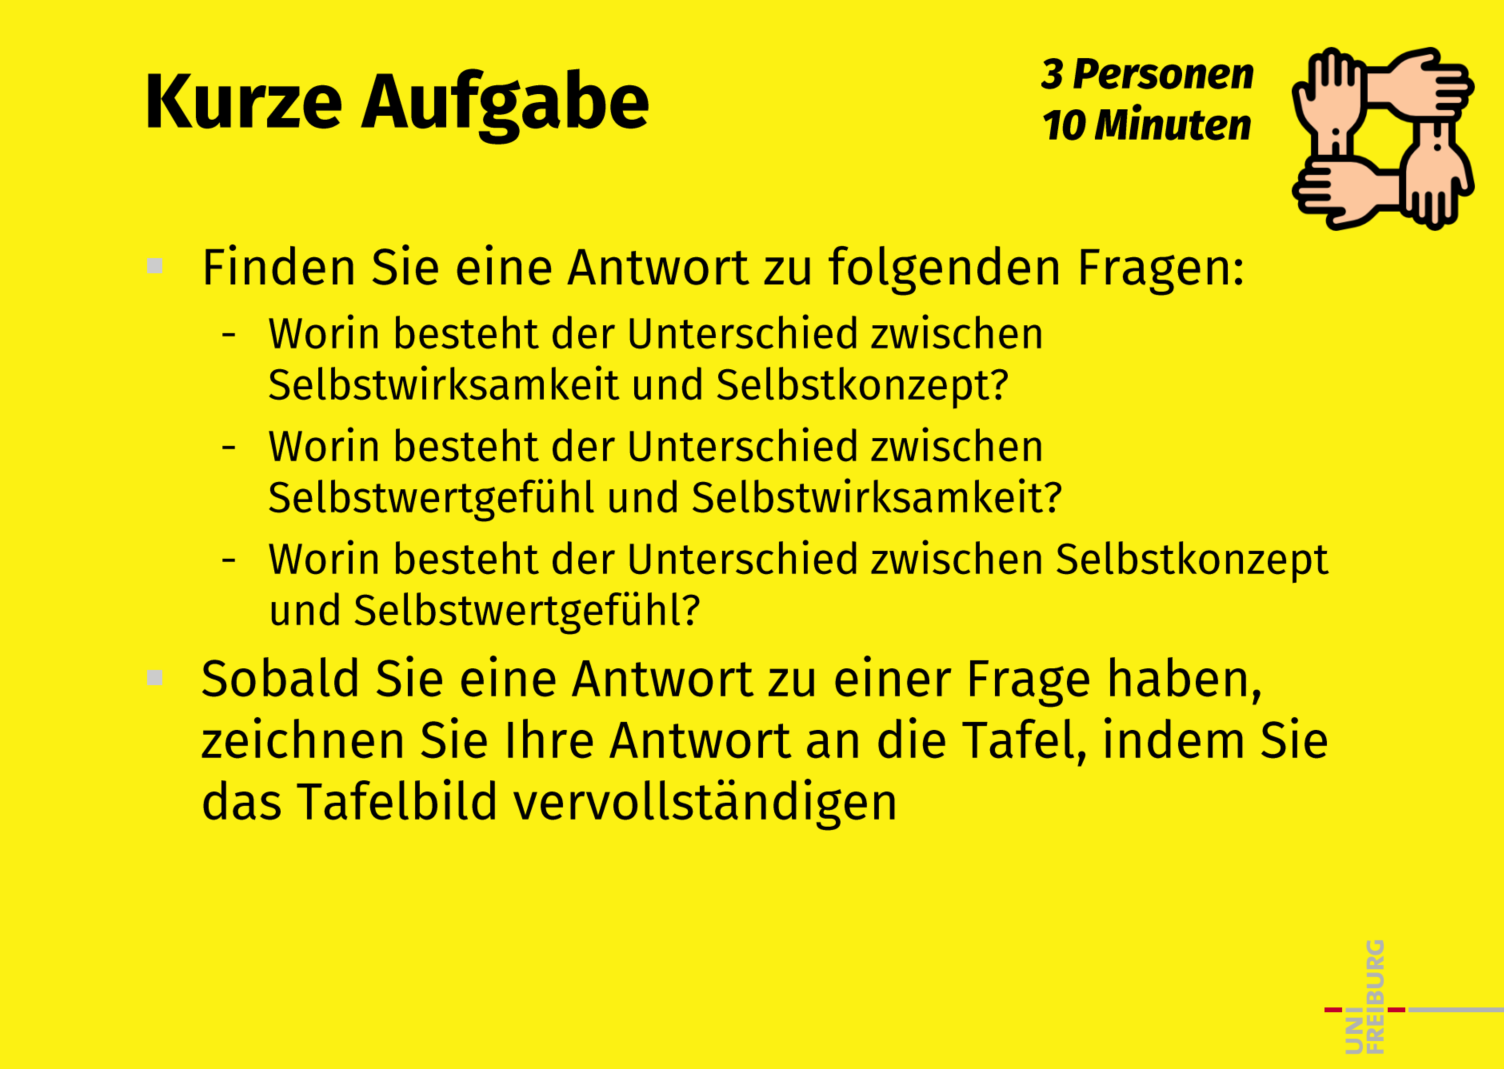 Kurze Aufgabe
3 Personen
10 Minuten
▪ Finden Sie eine Antwort zu folgenden Fragen:
- Worin besteht der Unterschied zwischen
Selbstwirksamkeit und Selbstkonzept?
- Worin besteht der Unterschied zwischen
Selbstwertgefühl und Selbstwirksamkeit?
- Worin besteht der Unterschied zwischen Selbstkonzept
und Selbstwertgefühl?
▪ Sobald Sie eine Antwort zu einer Frage haben,
zeichnen Sie Ihre Antwort an die Tafel, indem Sie
das Tafelbild vervollständigen
UNI
FREIBURG